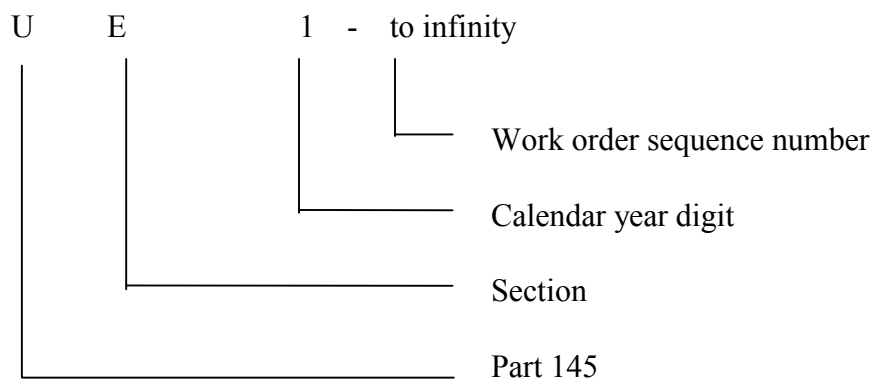 U E 1 - to infinity
Work order sequence number
Calendar year digit
Section
Part 145